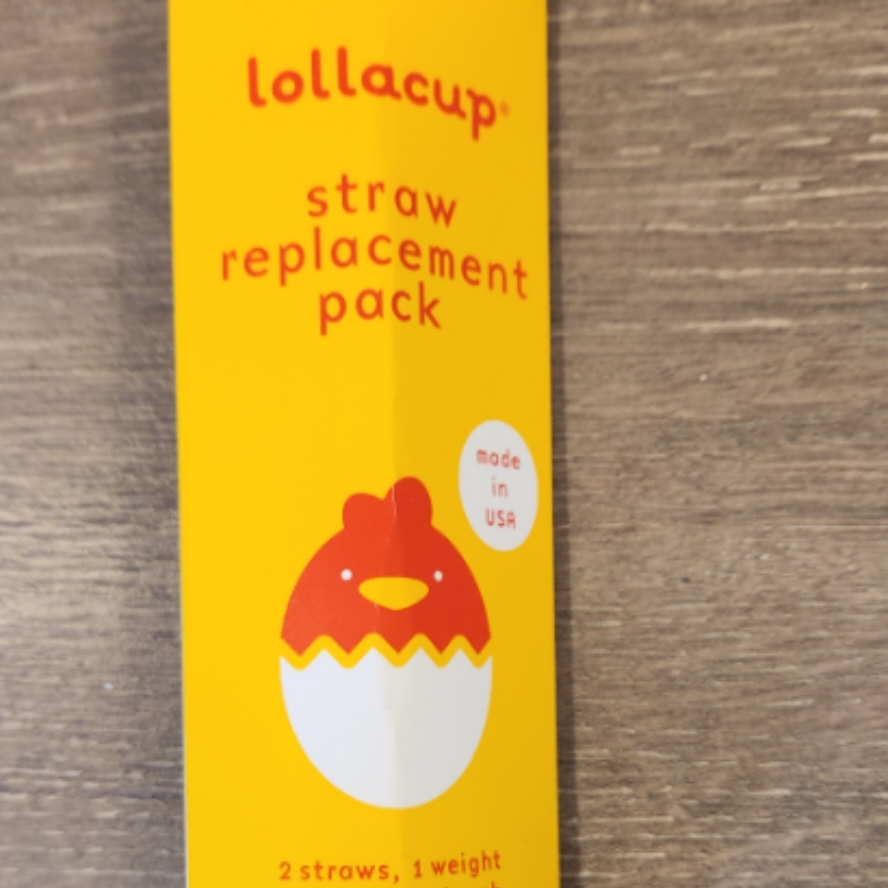 lollacup®
straw
replacement
pack
made
in
USA
2 straws, 1 weight